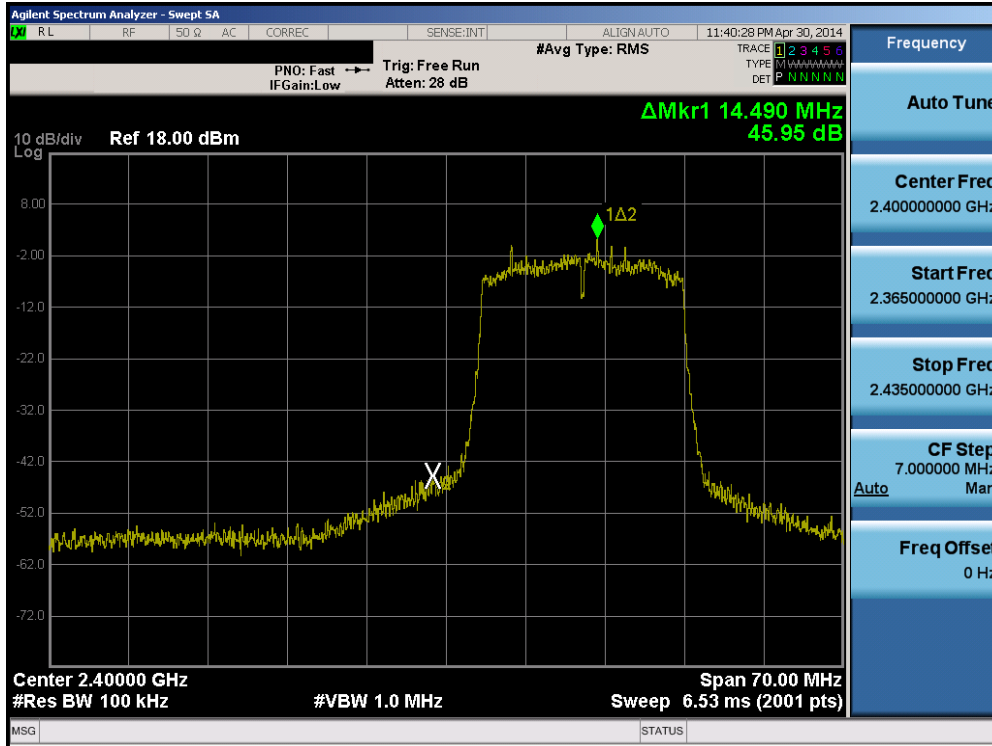 Agilent Spectrum Analyzer - Swept SA
LXI RL RF 50 Ω AC CORREC SENSE:INT ALIGN AUTO 11:40:28 PM Apr 30, 2014
#Avg Type: RMS TRACE 1 2 3 4 5 6
PNO: Fast Trig: Free Run TYPE M WWWWW
IFGain:Low Atten: 28 dB DET P N N N N N
ΔMkr1 14.490 MHz
45.95 dB
10 dB/div Ref 18.00 dBm
Log
8.00
1Δ2
-2.00
-12.0
-22.0
-32.0
-42.0
X
-52.0
-62.0
-72.0
Center 2.40000 GHz Span 70.00 MHz
#Res BW 100 kHz #VBW 1.0 MHz Sweep 6.53 ms (2001 pts)
MSG STATUS
Frequency
Auto Tune
Center Freq
2.400000000 GHz
Start Freq
2.365000000 GHz
Stop Freq
2.435000000 GHz
CF Step
7.000000 MHz
Auto Man
Freq Offset
0 Hz